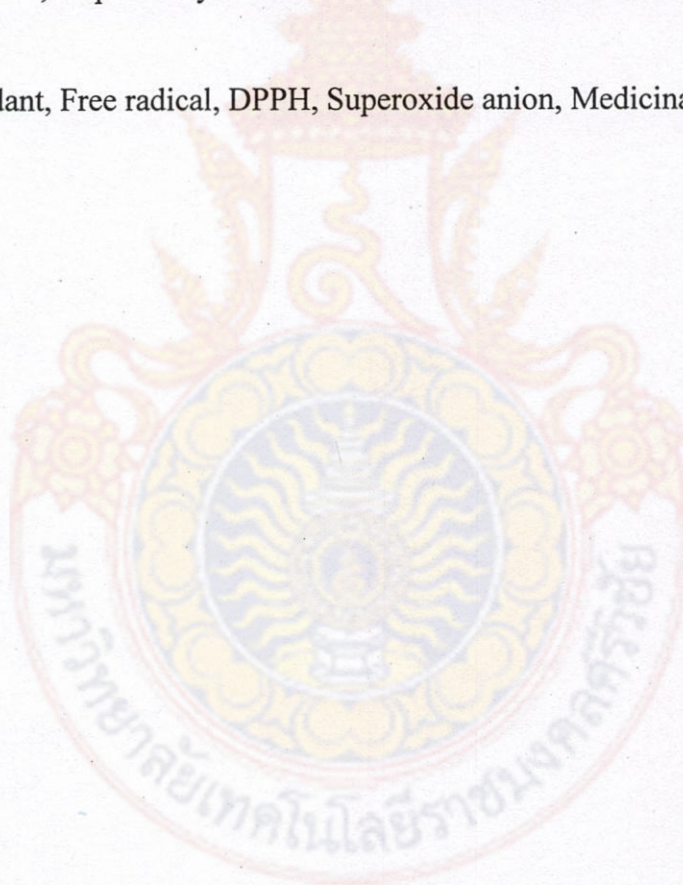 lant, Free radical, DPPH, Superoxide anion, Medicina
มหาวิทยาลัยเทคโนโลยีราชมงคลศรีวิชัย